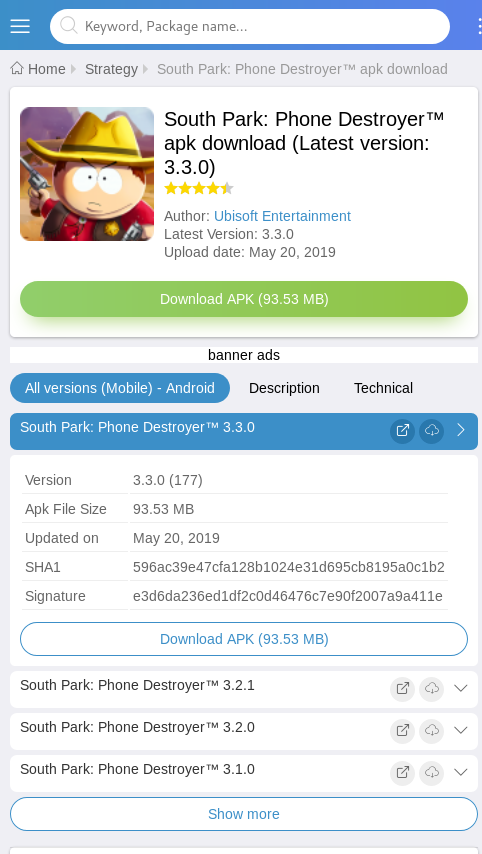 Keyword, Package name...
Home Strategy South Park: Phone Destroyer™ apk download
South Park: Phone Destroyer™
apk download (Latest version:
3.3.0)
Author: Ubisoft Entertainment
Latest Version: 3.3.0
Upload date: May 20, 2019
Download APK (93.53 MB)
banner ads
All versions (Mobile) - Android Description Technical
South Park: Phone Destroyer™ 3.3.0
Version 3.3.0 (177)
Apk File Size 93.53 MB
Updated on May 20, 2019
SHA1 596ac39e47cfa128b1024e31d695cb8195a0c1b2
Signature e3d6da236ed1df2c0d46476c7e90f2007a9a411e
Download APK (93.53 MB)
South Park: Phone Destroyer™ 3.2.1
South Park: Phone Destroyer™ 3.2.0
South Park: Phone Destroyer™ 3.1.0
Show more